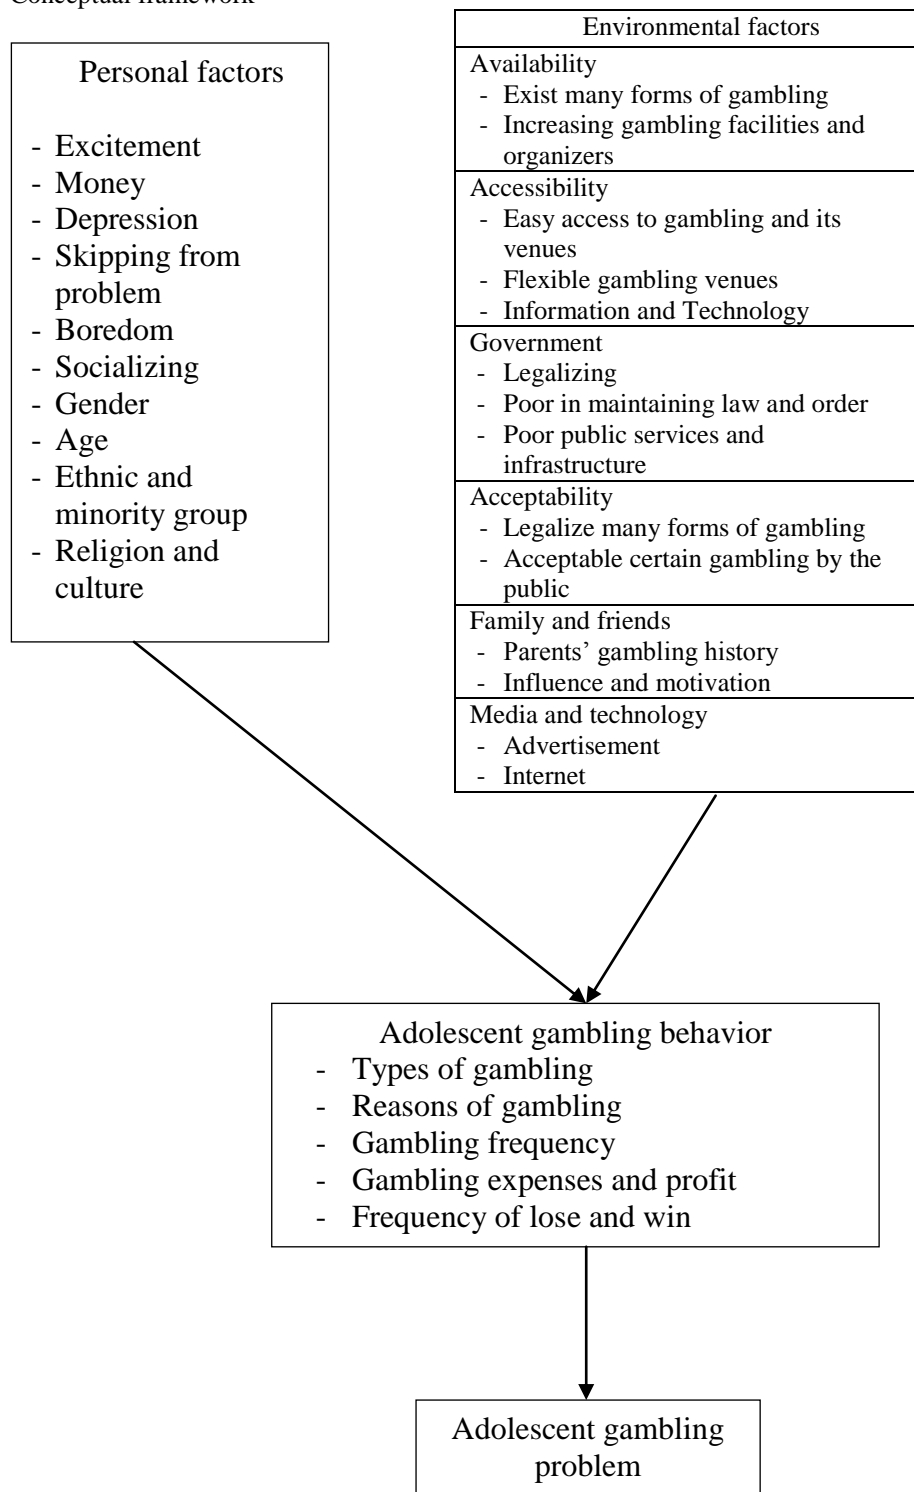 Conceptual framework
Personal factors
- Excitement
- Money
- Depression
- Skipping from
problem
- Boredom
- Socializing
- Gender
- Age
- Ethnic and
minority group
- Religion and
culture
Environmental factors
Availability
- Exist many forms of gambling
- Increasing gambling facilities and
organizers
Accessibility
- Easy access to gambling and its
venues
- Flexible gambling venues
- Information and Technology
Government
- Legalizing
- Poor in maintaining law and order
- Poor public services and
infrastructure
Acceptability
- Legalize many forms of gambling
- Acceptable certain gambling by the
public
Family and friends
- Parents’ gambling history
- Influence and motivation
Media and technology
- Advertisement
- Internet
Adolescent gambling behavior
- Types of gambling
- Reasons of gambling
- Gambling frequency
- Gambling expenses and profit
- Frequency of lose and win
Adolescent gambling
problem